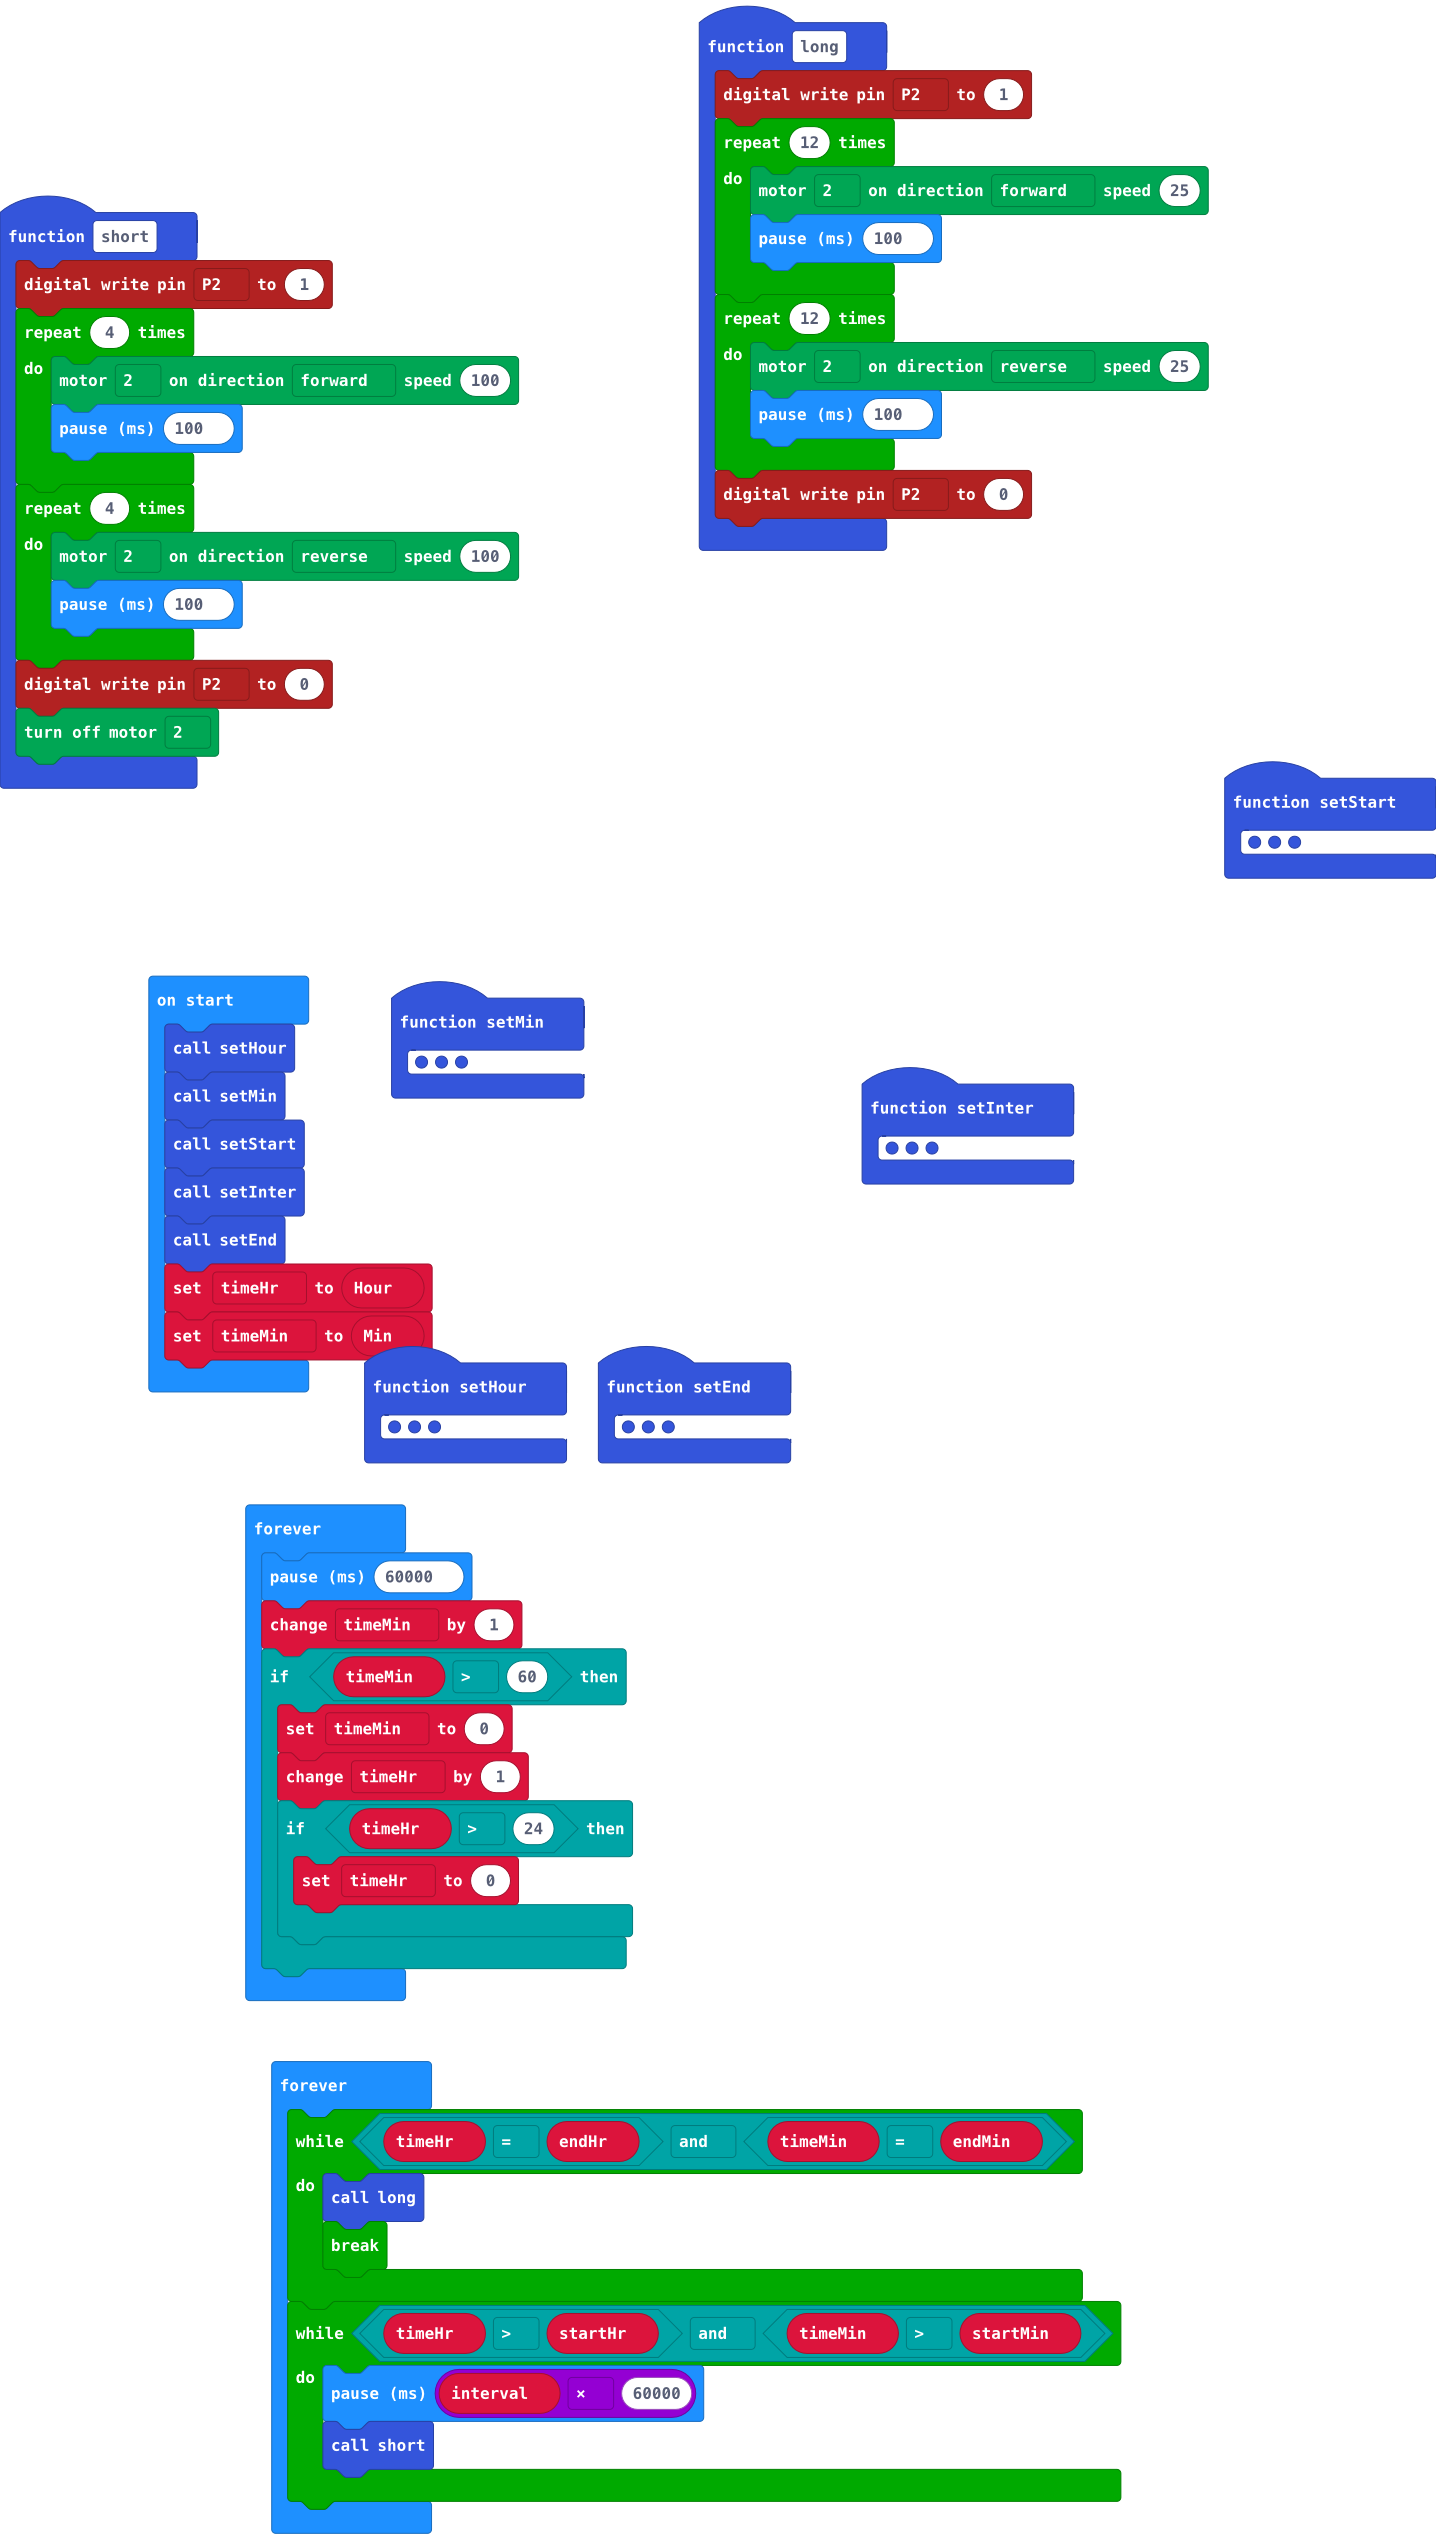 function long
digital write pin P2 to 1
repeat 12 times
do motor 2 on direction forward speed 25
pause (ms) 100
repeat 12 times
do motor 2 on direction reverse speed 25
pause (ms) 100
digital write pin P2 to 0
function short
digital write pin P2 to 1
repeat 4 times
do motor 2 on direction forward speed 100
pause (ms) 100
repeat 4 times
do motor 2 on direction reverse speed 100
pause (ms) 100
digital write pin P2 to 0
turn off motor 2
function setStart
on start
call setHour
call setMin
call setStart
call setInter
call setEnd
set timeHr to Hour
set timeMin to Min
function setMin
function setInter
function setHour
function setEnd
forever
pause (ms) 60000
change timeMin by 1
if timeMin > 60 then
set timeMin to 0
change timeHr by 1
if timeHr > 24 then
set timeHr to 0
forever
while timeHr = endHr and timeMin = endMin
do call long
break
while timeHr > startHr and timeMin > startMin
do pause (ms) interval × 60000
call short